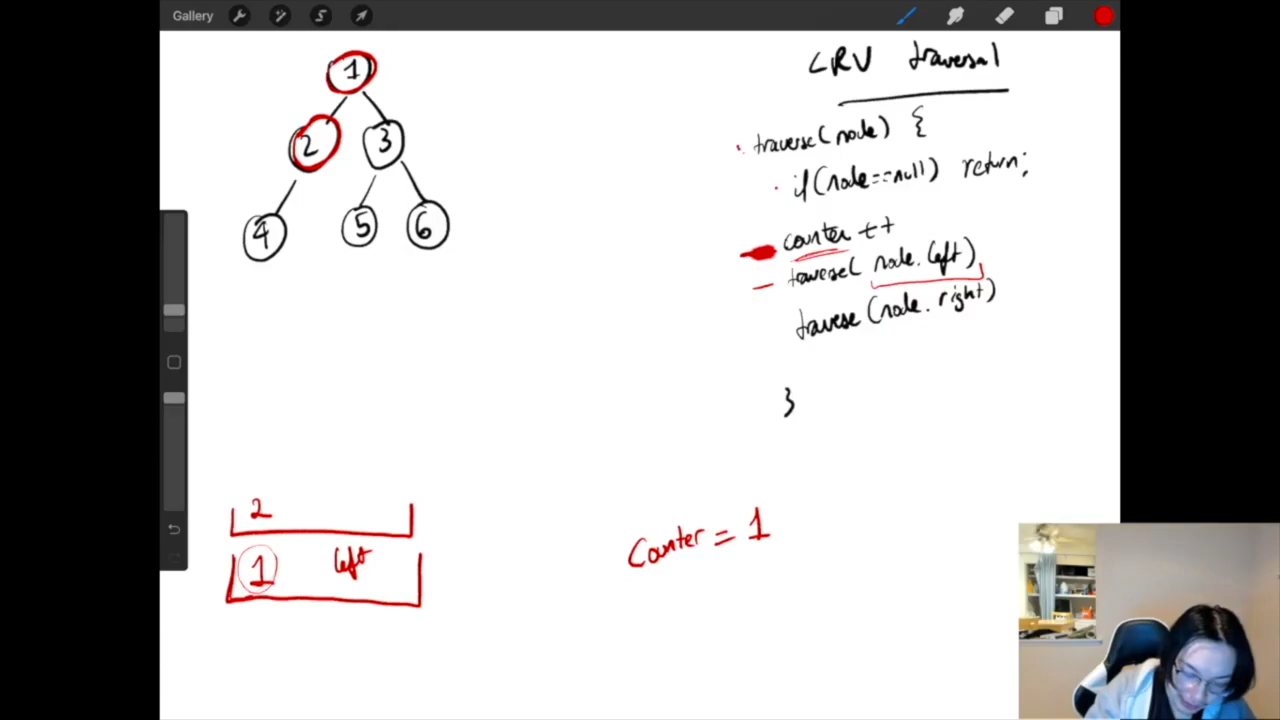 Gallery
1
2 3
4 5 6
LRV traversal
traverse(node) {
if(node==null) return;
counter ++
traverse( node.left)
travese (node.right)
}
2
1 left
Counter = 1